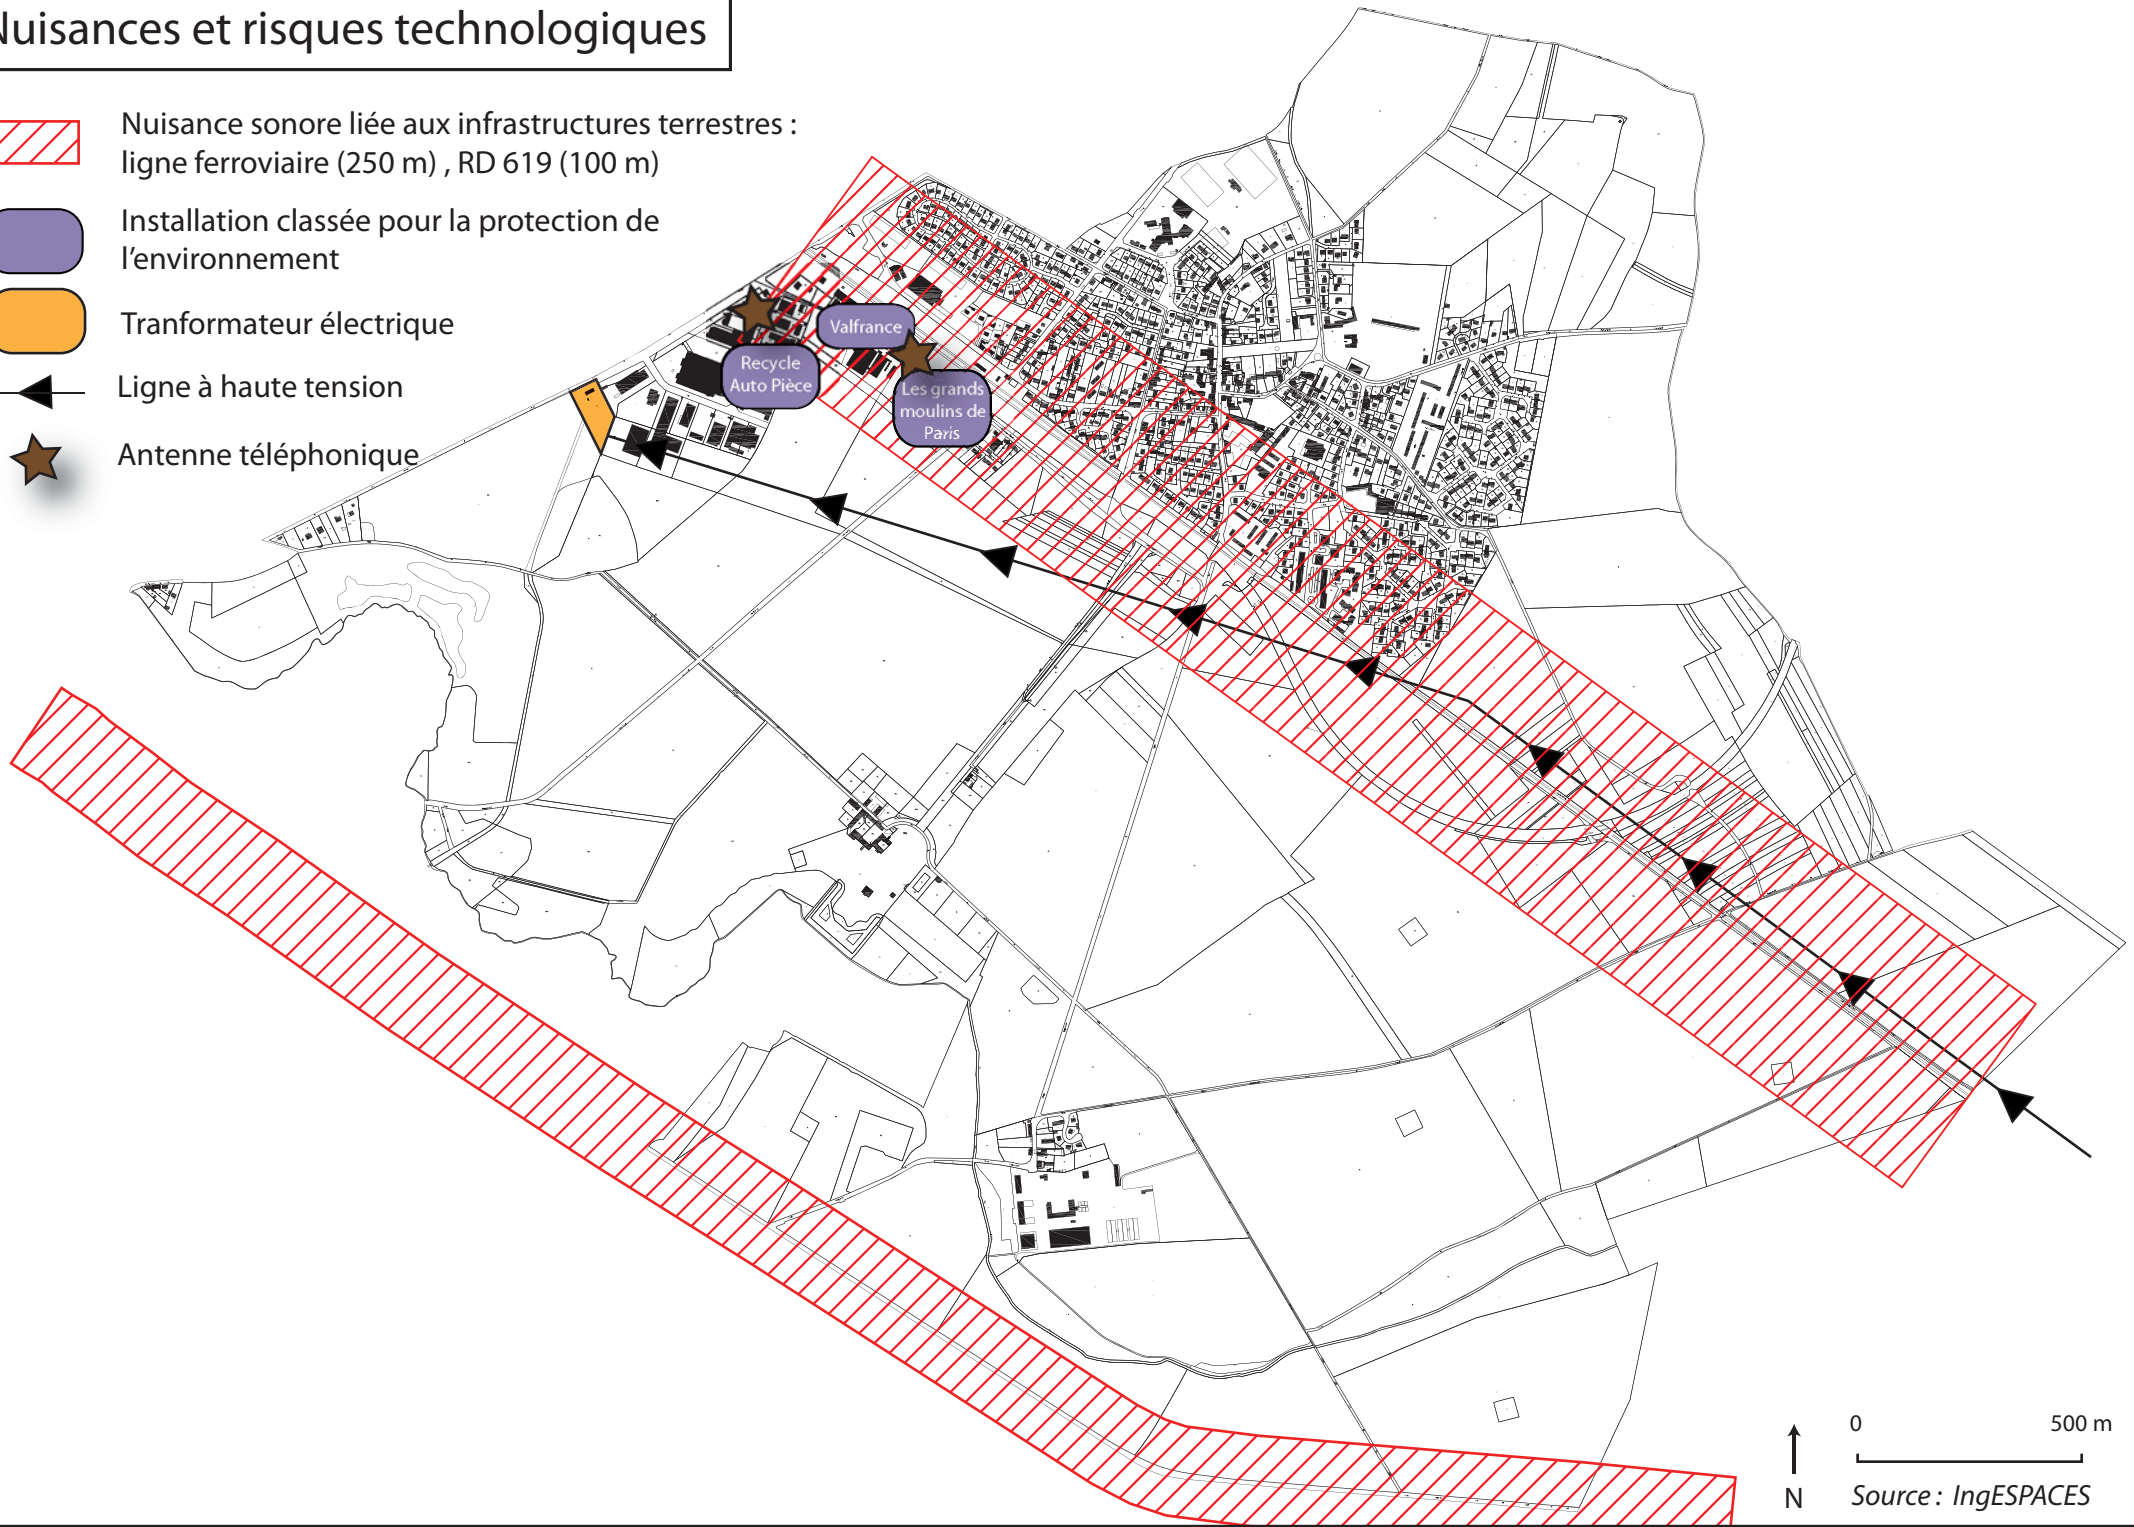 Nuisances et risques technologiques
Nuisance sonore liée aux infrastructures terrestres :
ligne ferroviaire (250 m) , RD 619 (100 m)
Installation classée pour la protection de
l'environnement
Tranformateur électrique
Ligne à haute tension
Antenne téléphonique
Valfrance
Recycle
Auto Pièce
Les grands
moulins de
Paris
0 500 m
N
Source : IngESPACES